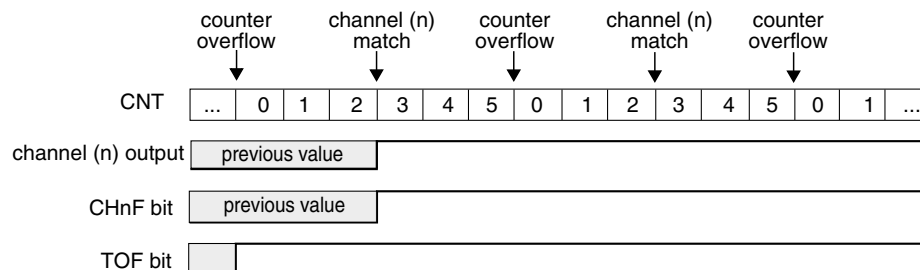 counter overflow
channel (n) match
counter overflow
channel (n) match
counter overflow
CNT ... 0 1 2 3 4 5 0 1 2 3 4 5 0 1 ...
channel (n) output previous value
CHnF bit previous value
TOF bit